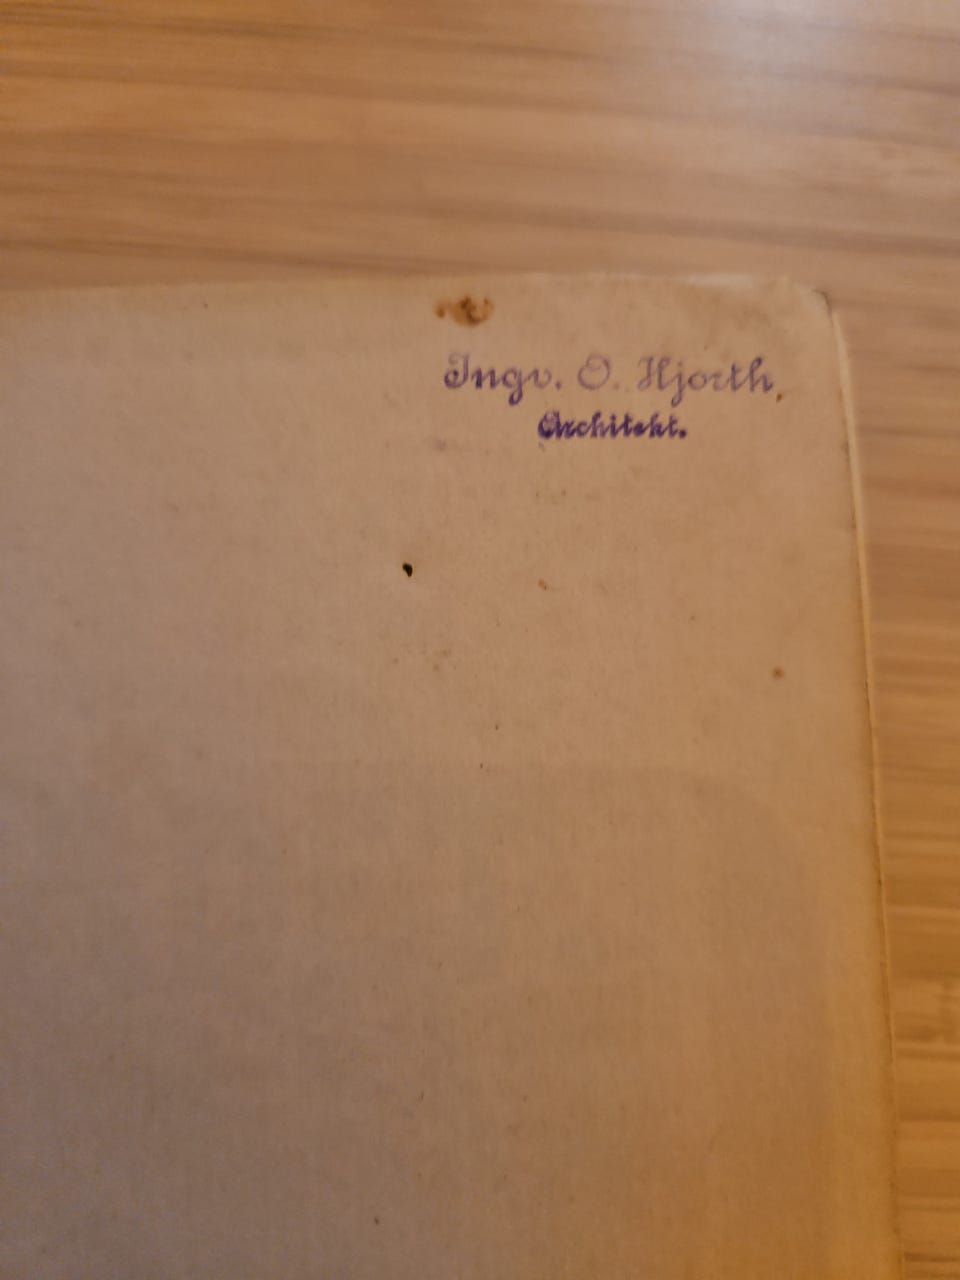 Ingv. O. Hjorth,
Architekt.